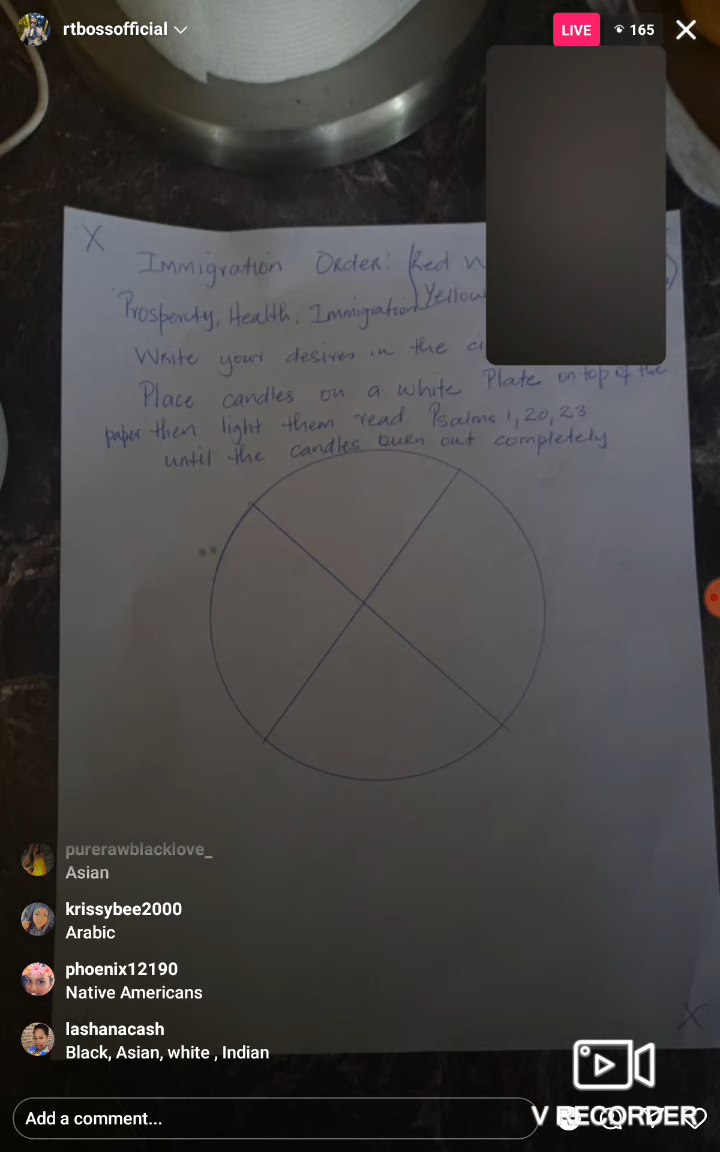 rtbossofficial
LIVE
165
X
Immigration Order: Red
Prosperity, Health, Immigration Yellow
Write your desires in the
Place candles on a white Plate on top of the
paper then light them read Psalms 1, 20, 23
until the candles burn out completely
X
purerawblacklove_
Asian
krissybee2000
Arabic
phoenix12190
Native Americans
lashanacash
Black, Asian, white , Indian
Add a comment...
V RECORDER